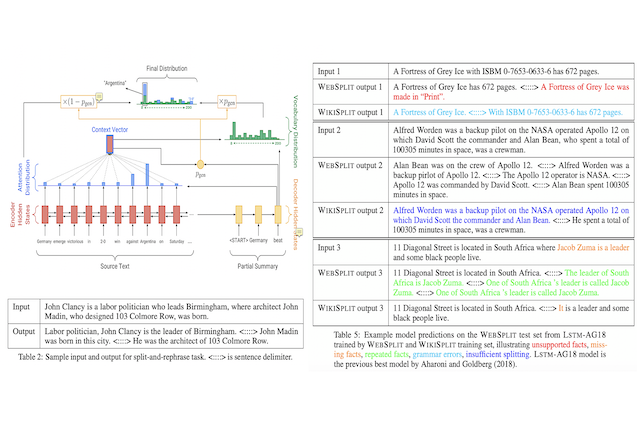 Final Distribution
"Argentina"
×(1 − pgen)
×pgen
Context Vector
Attention Distribution
Vocabulary Distribution
Encoder Hidden States
Decoder Hidden States
pgen
Germany emerge victorious in 2-0 win against Argentina on Saturday ...
<START> Germany beat
Source Text
Partial Summary
Input John Clancy is a labor politician who leads Birmingham, where architect John
Madin, who designed 103 Colmore Row, was born.
Output Labor politician, John Clancy is the leader of Birmingham. <::::> John Madin
was born in this city. <::::> He was the architect of 103 Colmore Row.
Table 2: Sample input and output for split-and-rephrase task. <::::> is sentence delimiter.
Input 1 A Fortress of Grey Ice with ISBM 0-7653-0633-6 has 672 pages.
WEBSPLIT output 1 A Fortress of Grey Ice has 672 pages. <::::> A Fortress of Grey Ice was
made in “Print”.
WIKISPLIT output 1 A Fortress of Grey Ice. <::::> With ISBM 0-7653-0633-6 has 672 pages.
Input 2 Alfred Worden was a backup pilot on the NASA operated Apollo 12 on
which David Scott the commander and Alan Bean, who spent a total of
100305 minutes in space, was a crewman.
WEBSPLIT output 2 Alan Bean was on the crew of Apollo 12. <::::> Alfred Worden was a
backup pirlot of Apollo 12. <::::> The Apollo 12 operator is NASA. <::::>
Apollo 12 was commanded by David Scott. <::::> Alan Bean spent 100305
minutes in space.
WIKISPLIT output 2 Alfred Worden was a backup pilot on the NASA operated Apollo 12 on
which David Scott the commander and Alan Bean. <::::> He spent a total of
100305 minutes in space, was a crewman.
Input 3 11 Diagonal Street is located in South Africa where Jacob Zuma is a leader
and some black people live.
WEBSPLIT output 3 11 Diagonal Street is located in South Africa. <::::> The leader of South
Africa is Jacob Zuma. <::::> One of South Africa 's leader is called Jacob
Zuma. <::::> One of South Africa 's leader is called Jacob Zuma.
WIKISPLIT output 3 11 Diagonal Street is located in South Africa. <::::> It is a leader and some
black people live.
Table 5: Example model predictions on the WEBSPLIT test set from LSTM-AG18
trained by WEBSPLIT and WIKISPLIT training set, illustrating unsupported facts, mis-
sing facts, repeated facts, grammar errors, insufficient splitting. LSTM-AG18 model is
the previous best model by Aharoni and Goldberg (2018).